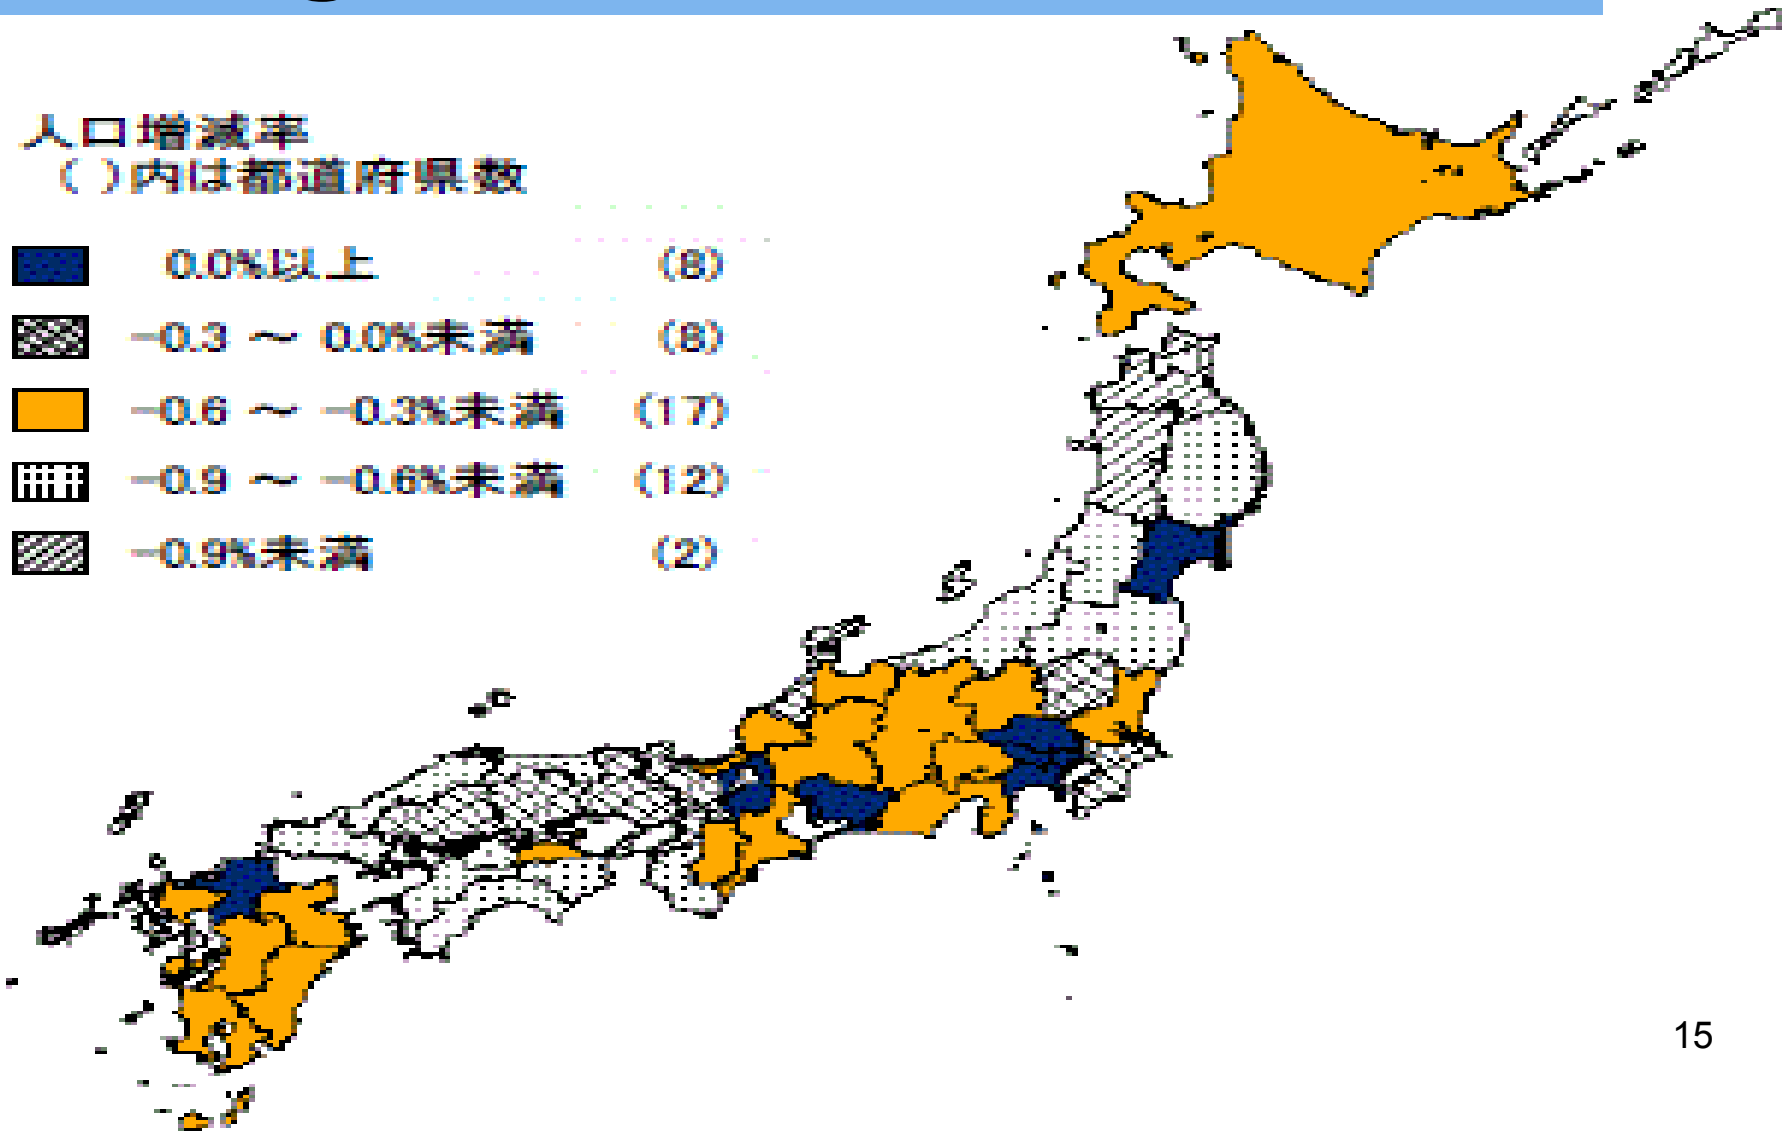 人口増減率
( )内は都道府県数
0.0%以上 (8)
-0.3 ～ 0.0%未満 (8)
-0.6 ～ -0.3%未満 (17)
-0.9 ～ -0.6%未満 (12)
-0.9%未満 (2)
15